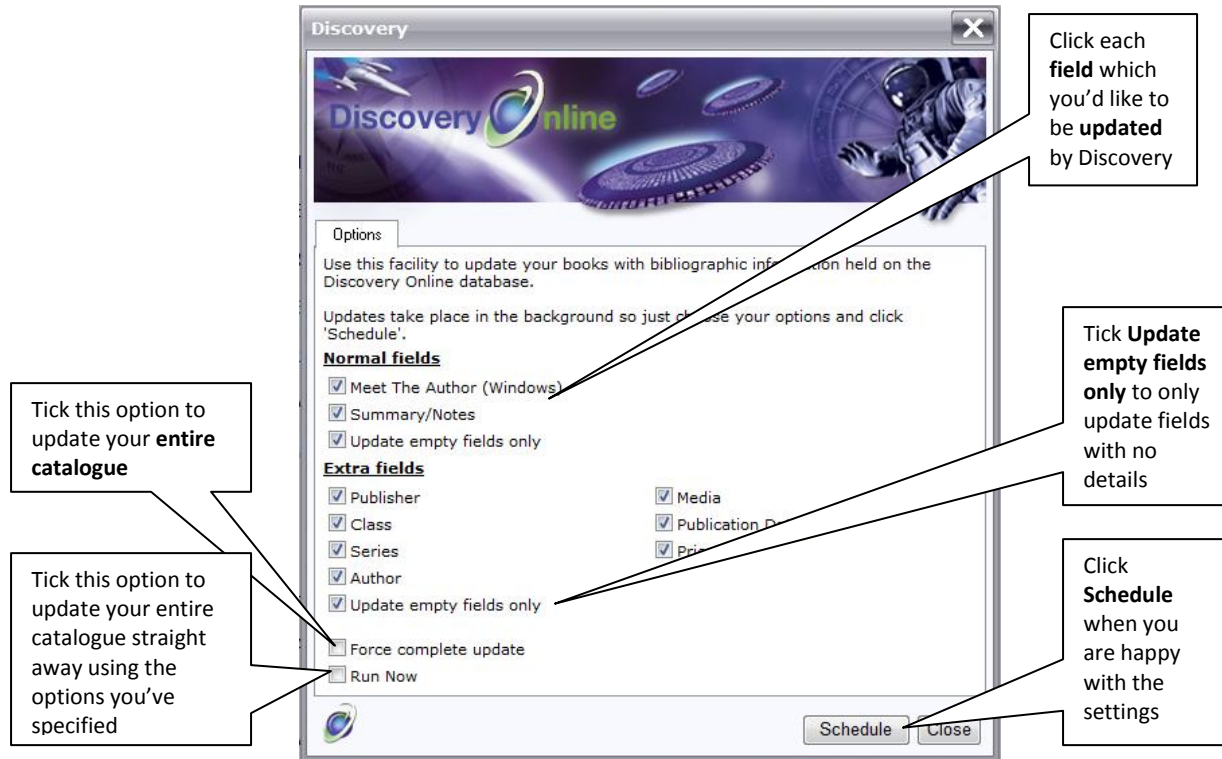 Discovery
Discovery Online
Options
Use this facility to update your books with bibliographic information held on the
Discovery Online database.
Updates take place in the background so just choose your options and click
'Schedule'.
Normal fields
Meet The Author (Windows)
Summary/Notes
Update empty fields only
Extra fields
Publisher
Media
Class
Publication
Series
Author
Update empty fields only
Force complete update
Run Now
Schedule
Close
Click each
field which
you'd like to
be updated
by Discovery
Tick Update
empty fields
only to only
update fields
with no
details
Click
Schedule
when you
are happy
with the
settings
Tick this option to
update your entire
catalogue
Tick this option to
update your entire
catalogue straight
away using the
options you've
specified